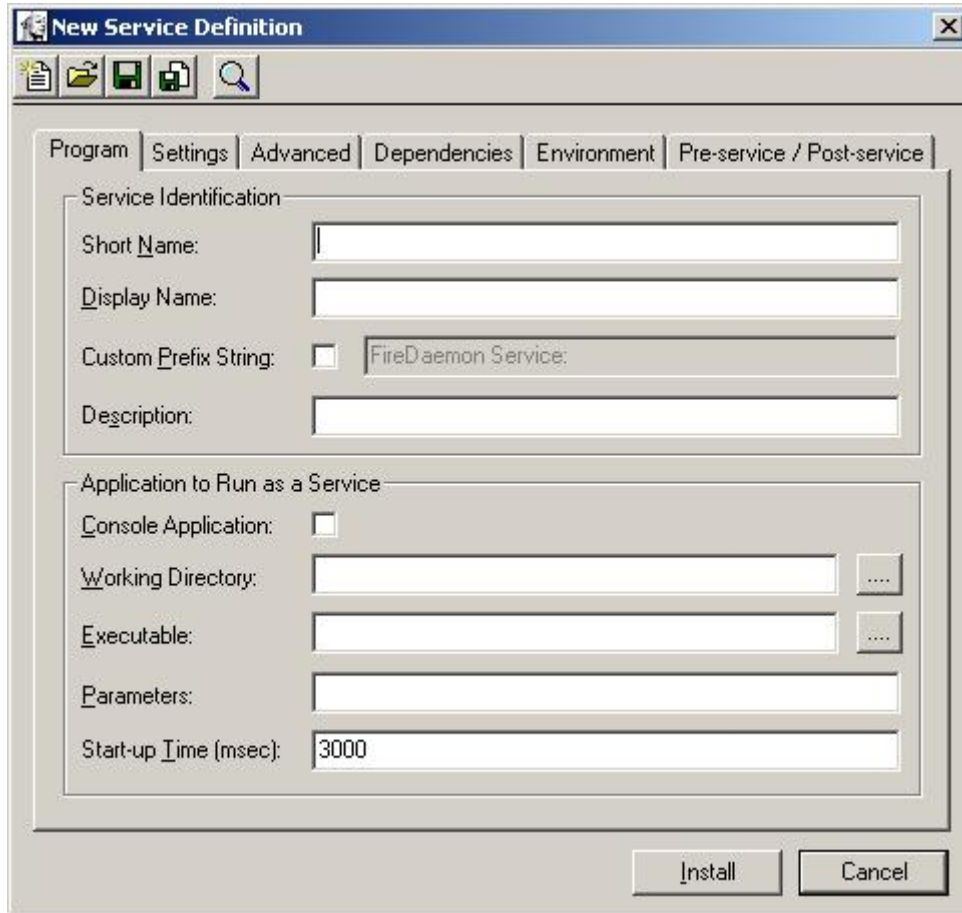 New Service Definition
Program Settings Advanced Dependencies Environment Pre-service / Post-service
Service Identification
Short Name:
Display Name:
Custom Prefix String: FireDaemon Service:
Description:
Application to Run as a Service
Console Application:
Working Directory: ....
Executable: ....
Parameters:
Start-up Time (msec): 3000
Install Cancel